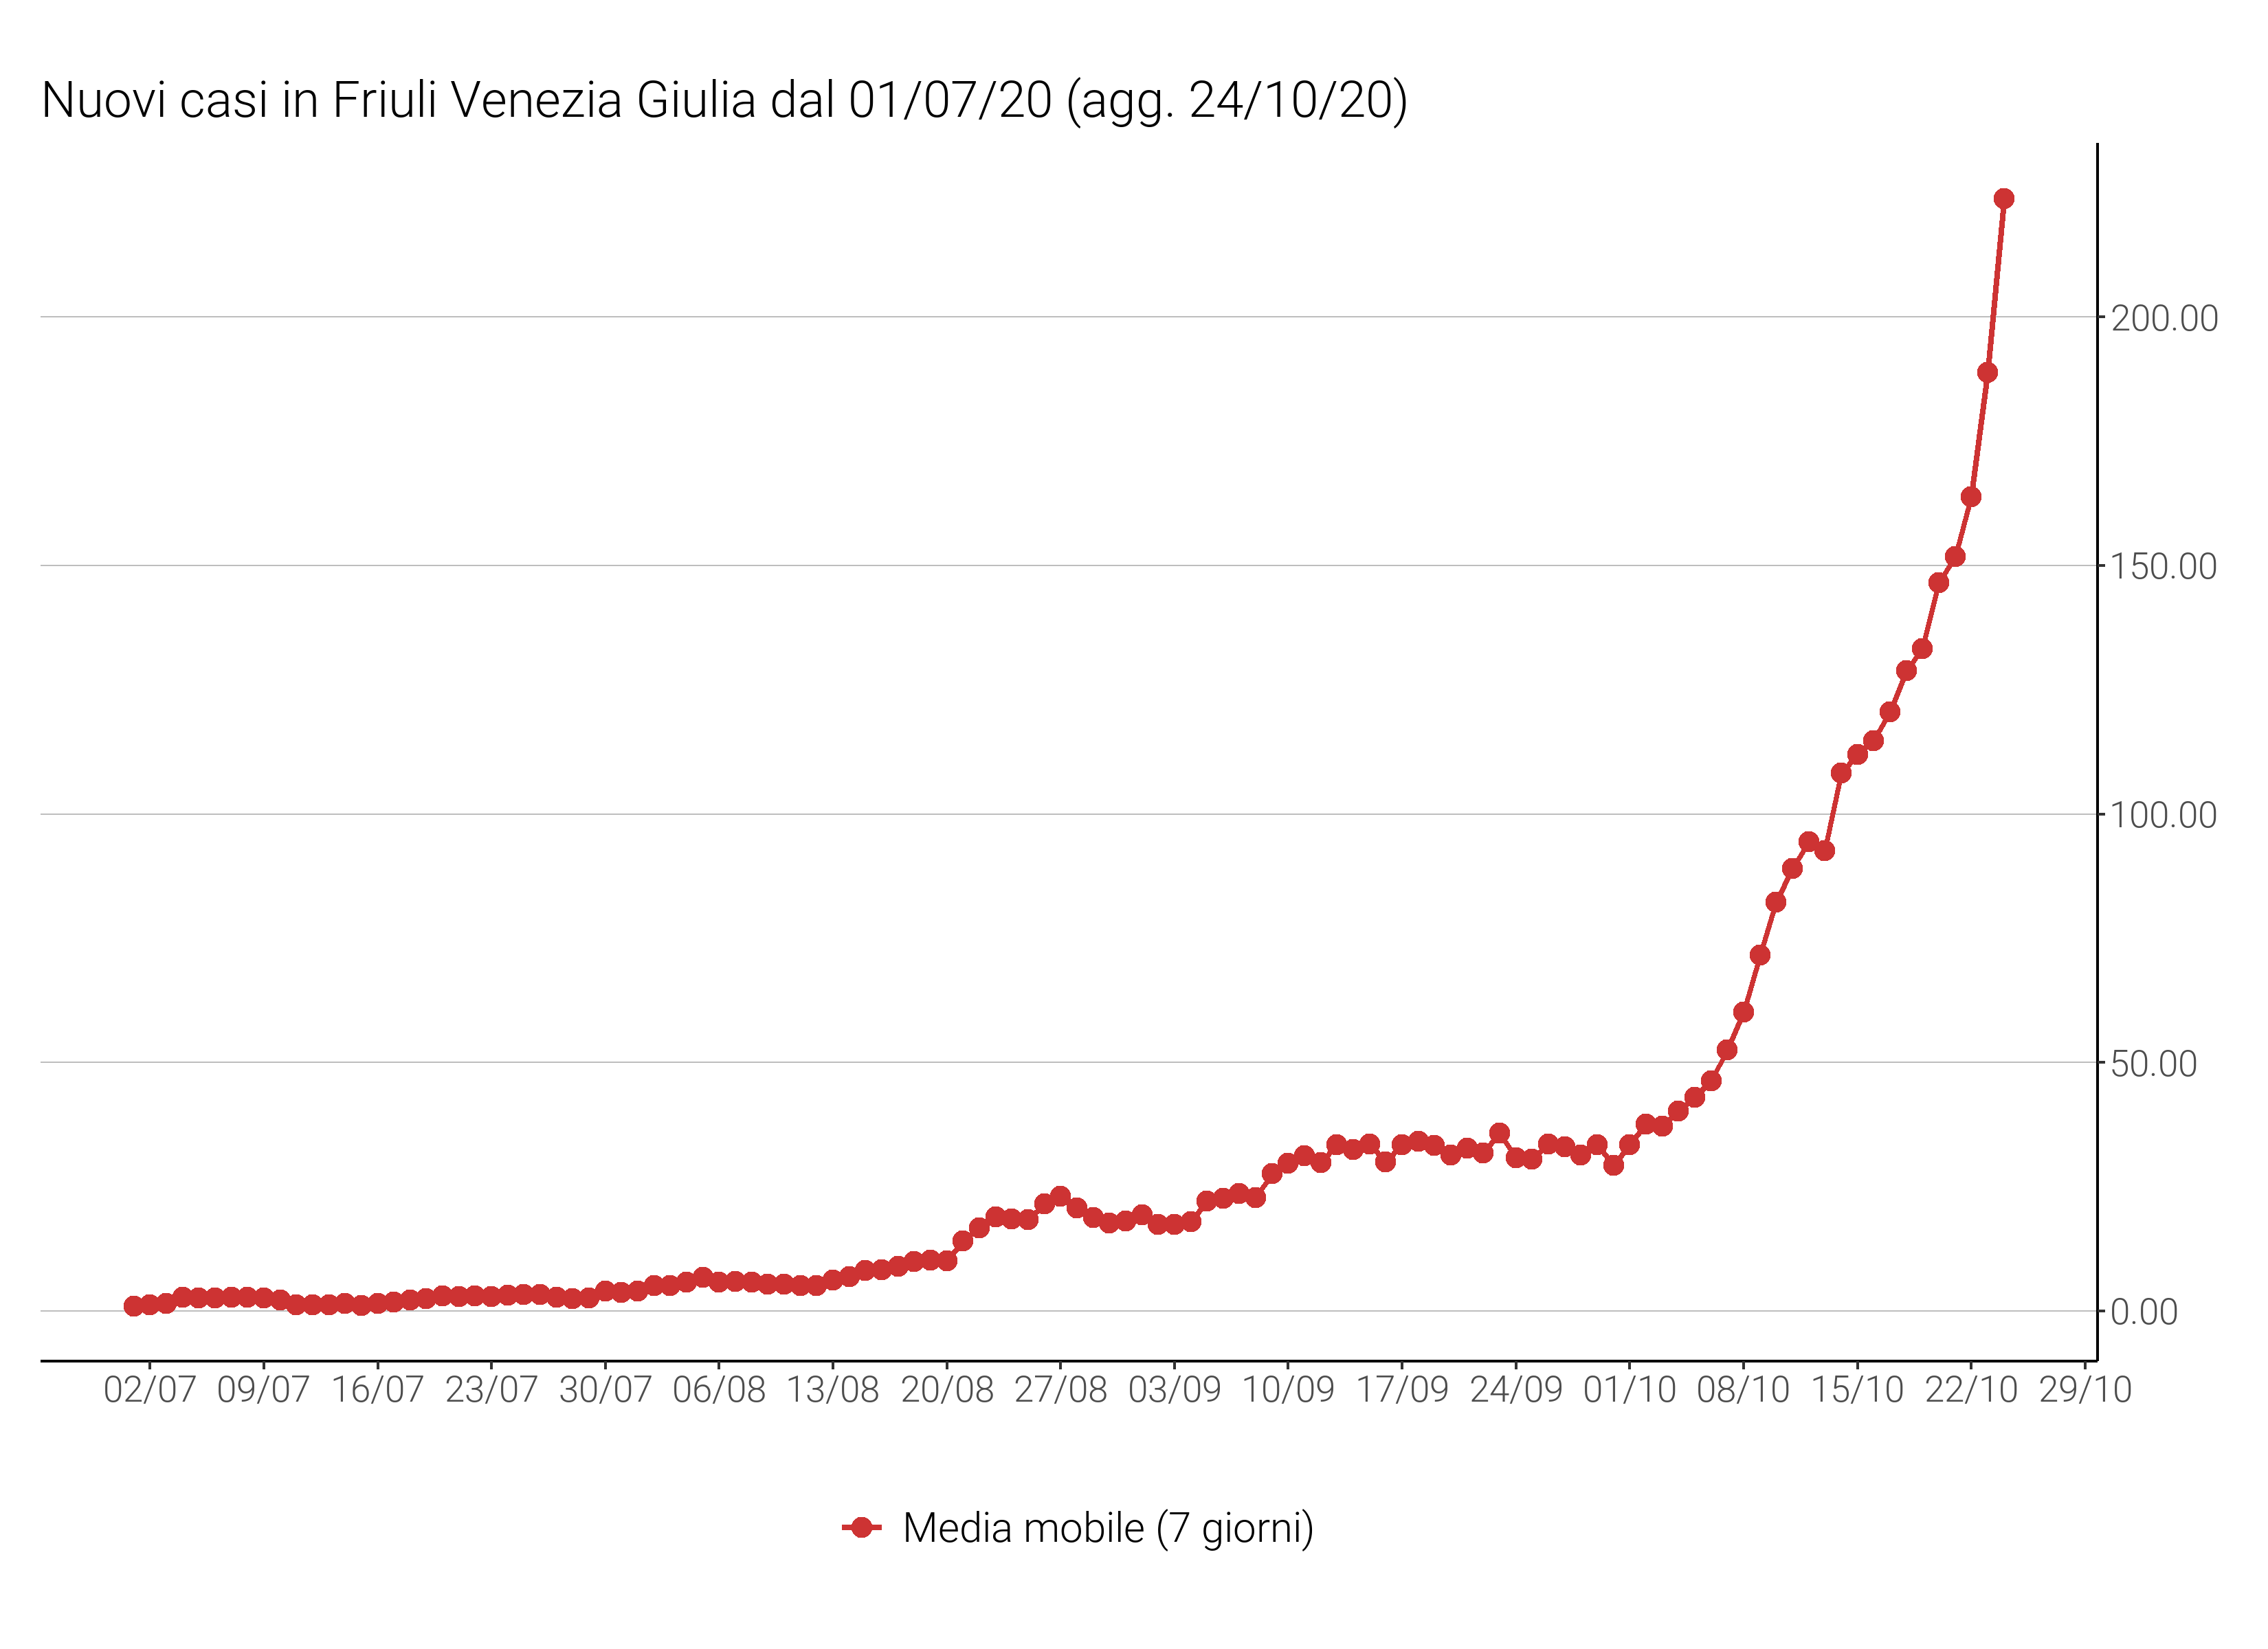 Nuovi casi in Friuli Venezia Giulia dal 01/07/20 (agg. 24/10/20)
200.00
150.00
100.00
50.00
0.00
02/07 09/07 16/07 23/07 30/07 06/08 13/08 20/08 27/08 03/09 10/09 17/09 24/09 01/10 08/10 15/10 22/10 29/10
Media mobile (7 giorni)